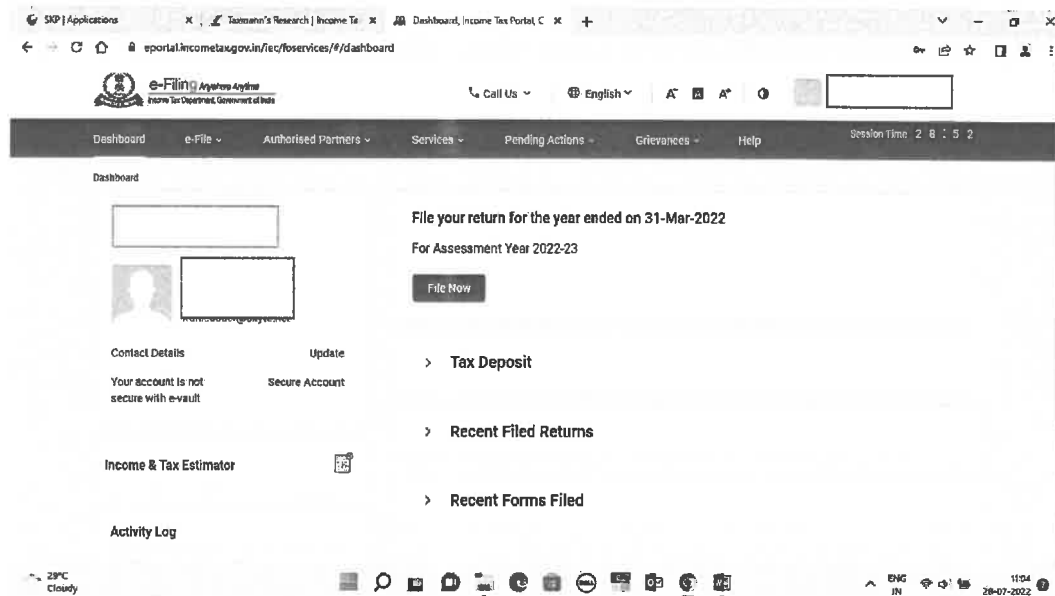 SKP | Applications
Taxmann's Research | Income Ta
Dashboard, Income Tax Portal, G
eportal.incometax.gov.in/iec/foservices/#/dashboard
e-Filing Anywhere Anytime
Income Tax Department, Government of India
Call Us
English
A- A A+
Dashboard e-File Authorised Partners Services Pending Actions Grievances Help
Session Time 2 8 : 5 2
Dashboard
File your return for the year ended on 31-Mar-2022
For Assessment Year 2022-23
File Now
Contact Details Update
Your account is not
secure with e-vault
Secure Account
Tax Deposit
Recent Filed Returns
Income & Tax Estimator
Recent Forms Filed
Activity Log
29°C
Cloudy
ENG
IN
11:04
28-07-2022